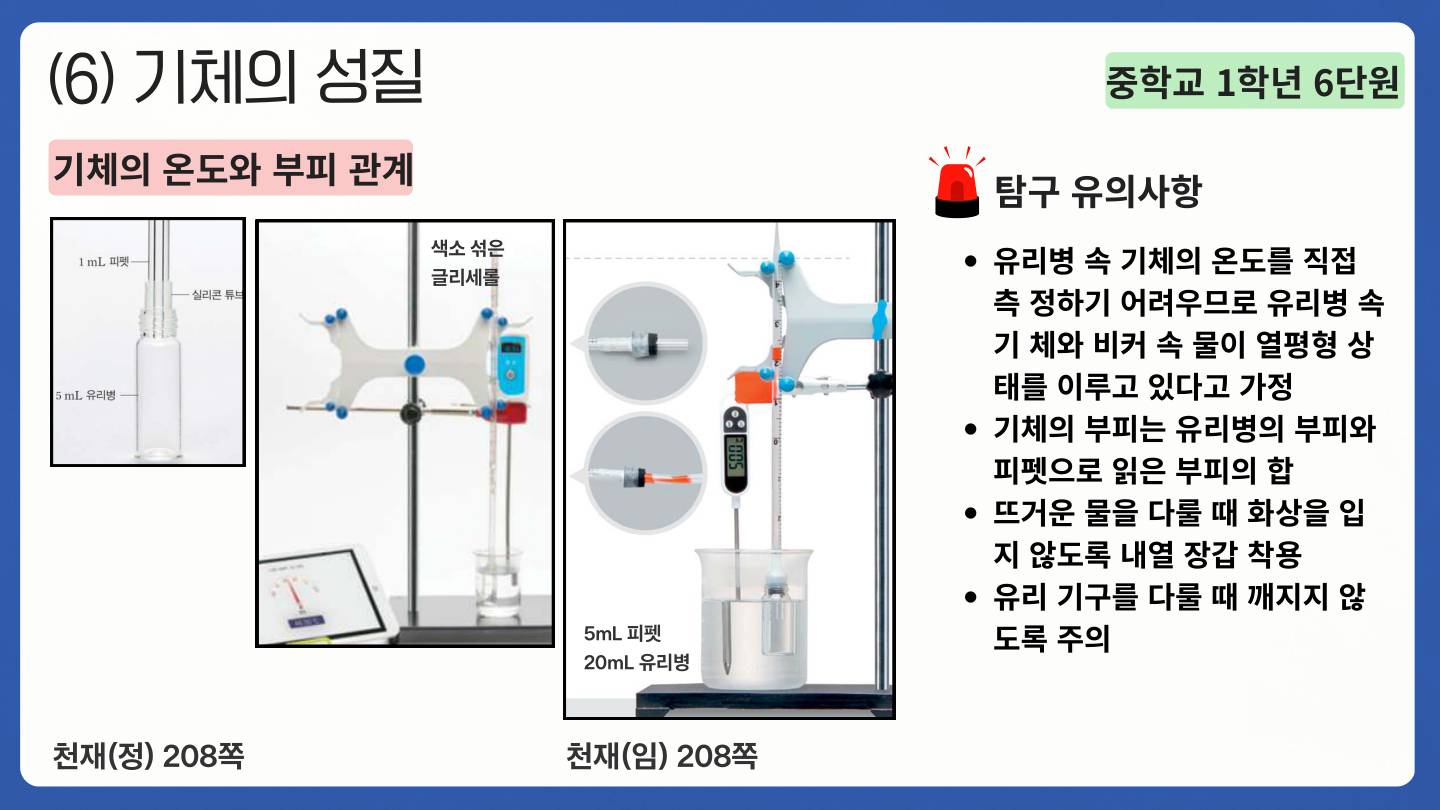 (6) 기체의 성질
중학교 1학년 6단원
기체의 온도와 부피 관계
1 mL 피펫
실리콘 튜브
5 mL 유리병
색소 섞은
글리세롤
50.0
5mL 피펫
20mL 유리병
천재(정) 208쪽
천재(임) 208쪽
탐구 유의사항
• 유리병 속 기체의 온도를 직접
측 정하기 어려우므로 유리병 속
기 체와 비커 속 물이 열평형 상
태를 이루고 있다고 가정
• 기체의 부피는 유리병의 부피와
피펫으로 읽은 부피의 합
• 뜨거운 물을 다룰 때 화상을 입
지 않도록 내열 장갑 착용
• 유리 기구를 다룰 때 깨지지 않
도록 주의